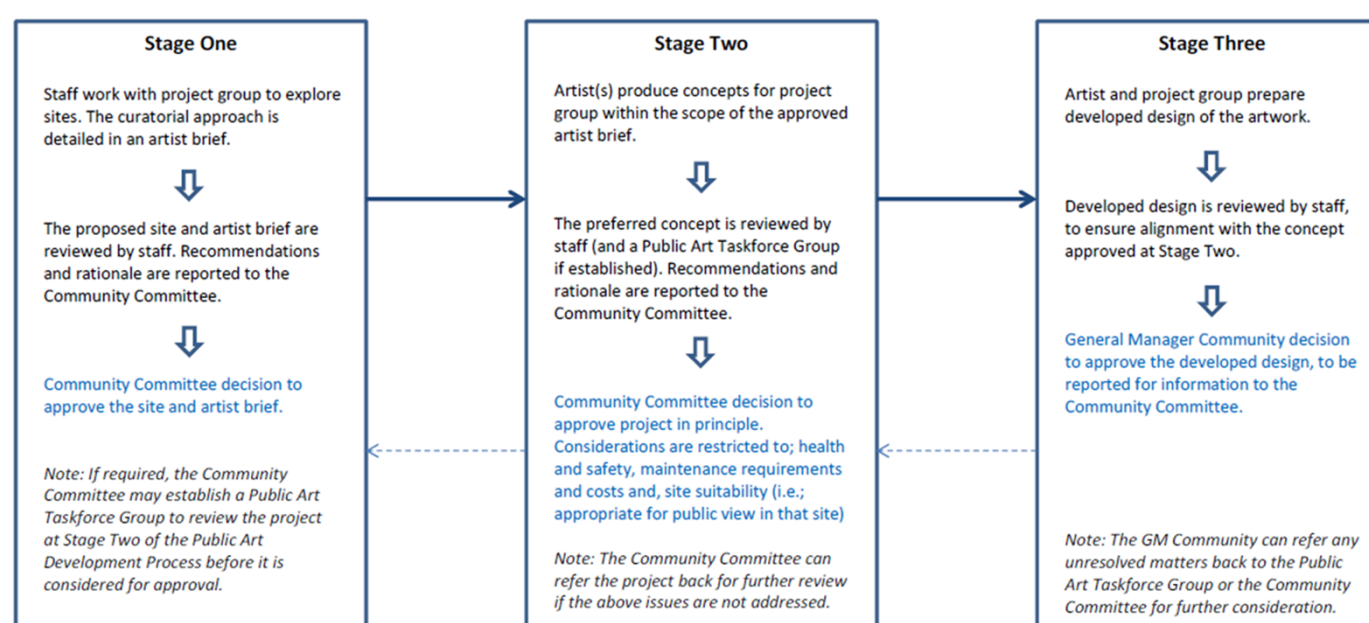 Stage One
Staff work with project group to explore
sites. The curatorial approach is
detailed in an artist brief.
The proposed site and artist brief are
reviewed by staff. Recommendations
and rationale are reported to the
Community Committee.
Community Committee decision to
approve the site and artist brief.
Note: If required, the Community
Committee may establish a Public Art
Taskforce Group to review the project
at Stage Two of the Public Art
Development Process before it is
considered for approval.
Stage Two
Artist(s) produce concepts for project
group within the scope of the approved
artist brief.
The preferred concept is reviewed by
staff (and a Public Art Taskforce Group
if established). Recommendations and
rationale are reported to the
Community Committee.
Community Committee decision to
approve project in principle.
Considerations are restricted to; health
and safety, maintenance requirements
and costs and, site suitability (i.e.;
appropriate for public view in that site)
Note: The Community Committee can
refer the project back for further review
if the above issues are not addressed.
Stage Three
Artist and project group prepare
developed design of the artwork.
Developed design is reviewed by staff,
to ensure alignment with the concept
approved at Stage Two.
General Manager Community decision
to approve the developed design, to be
reported for information to the
Community Committee.
Note: The GM Community can refer any
unresolved matters back to the Public
Art Taskforce Group or the Community
Committee for further consideration.